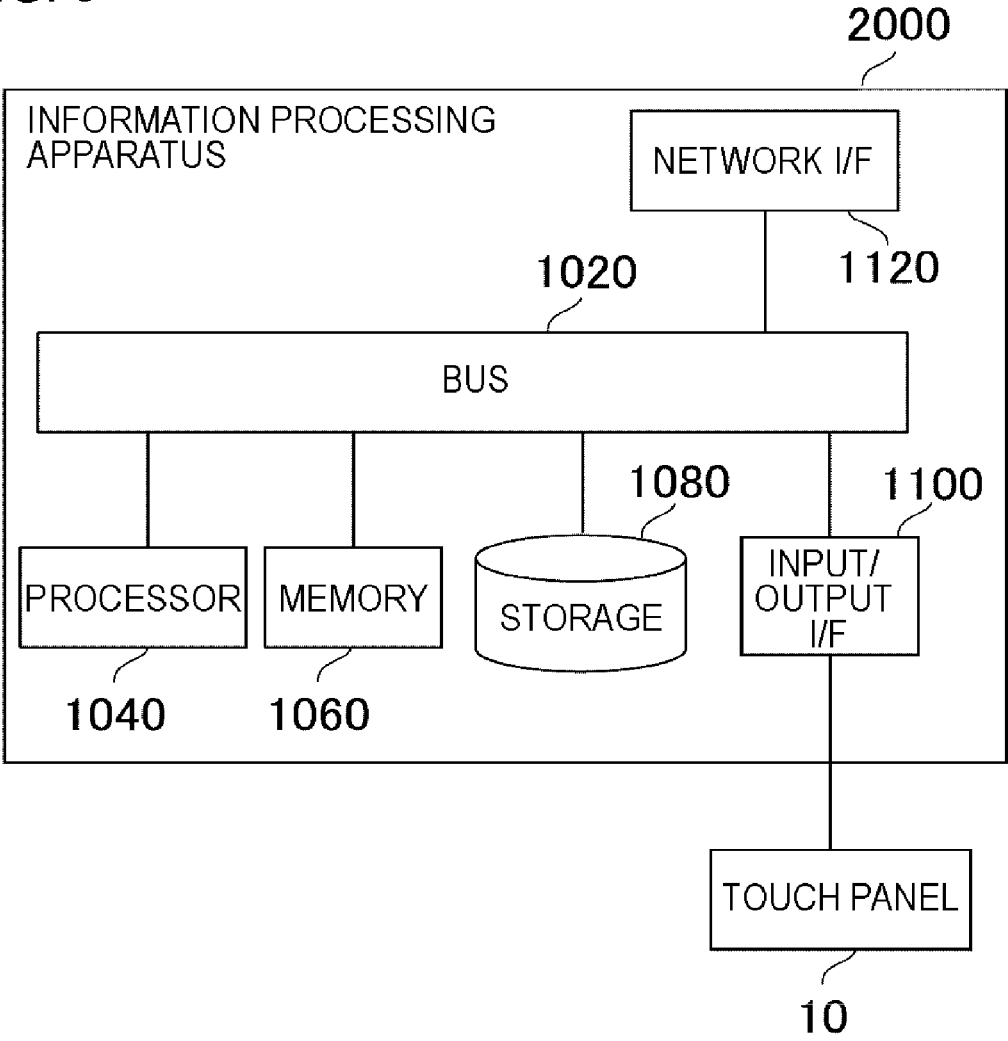 2000
INFORMATION PROCESSING
APPARATUS
NETWORK I/F
1120
1020
BUS
1080
1100
PROCESSOR
MEMORY
STORAGE
INPUT/
OUTPUT
I/F
1040
1060
TOUCH PANEL
10